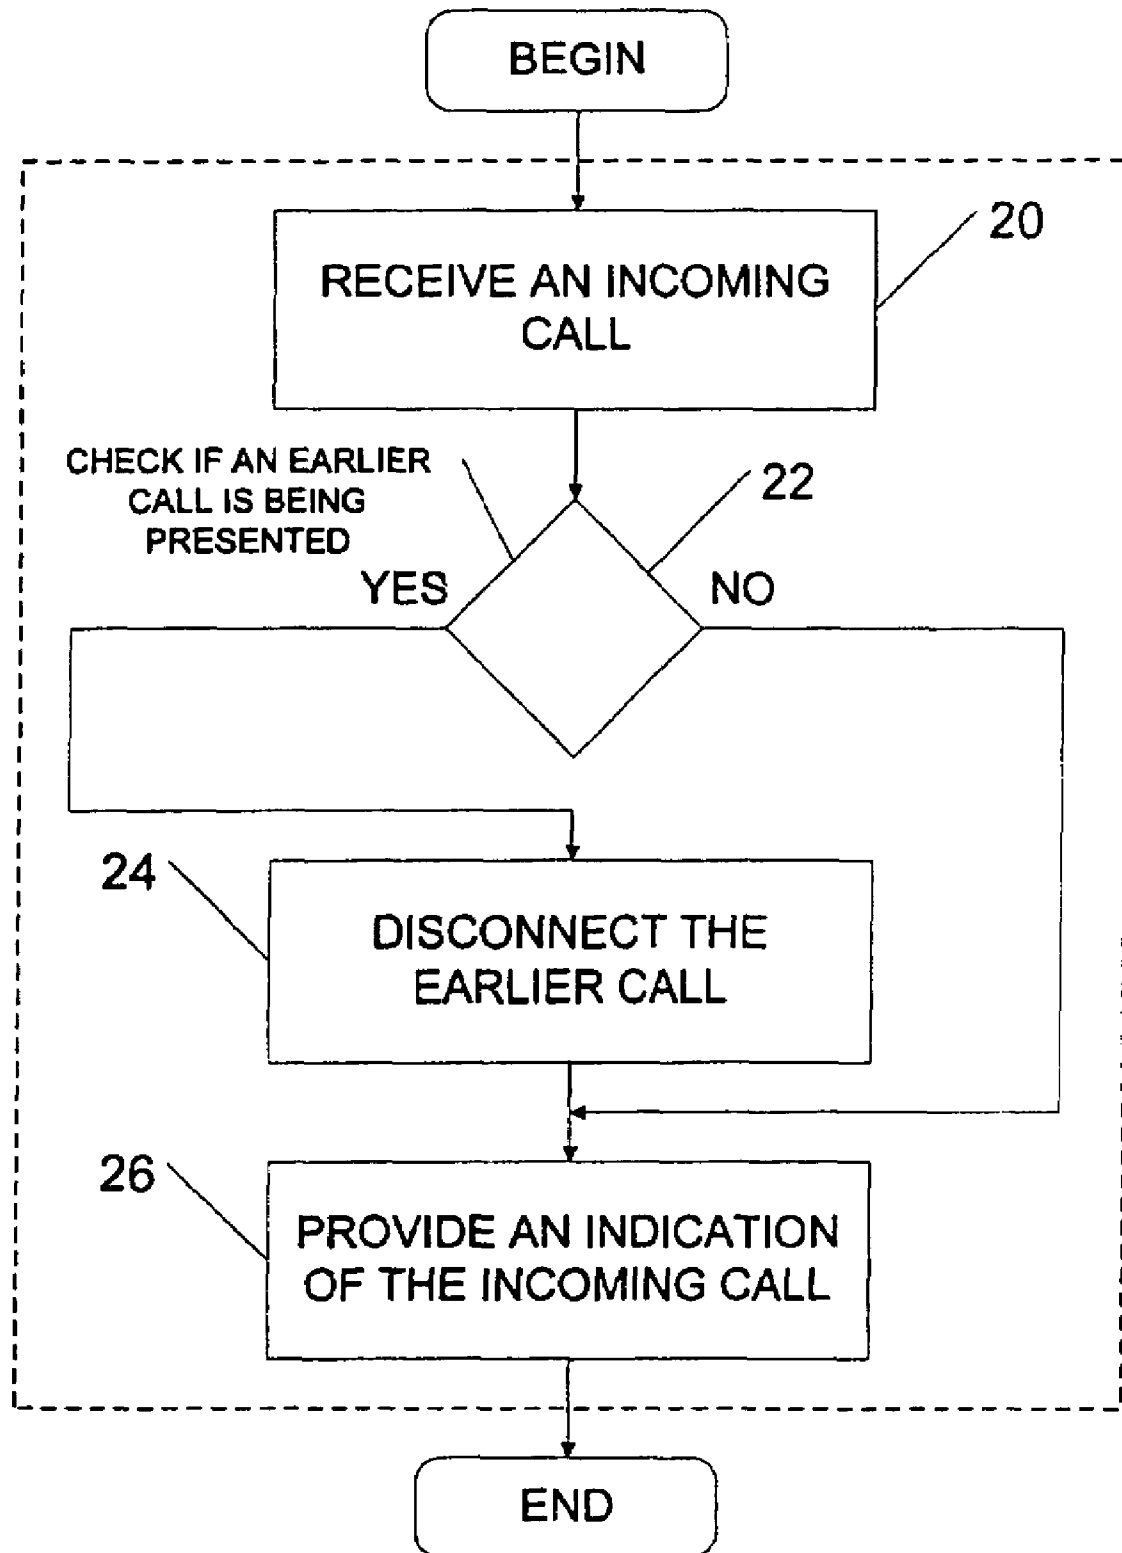 BEGIN
20
RECEIVE AN INCOMING
CALL
CHECK IF AN EARLIER
CALL IS BEING
PRESENTED
22
YES
NO
24
DISCONNECT THE
EARLIER CALL
26
PROVIDE AN INDICATION
OF THE INCOMING CALL
END